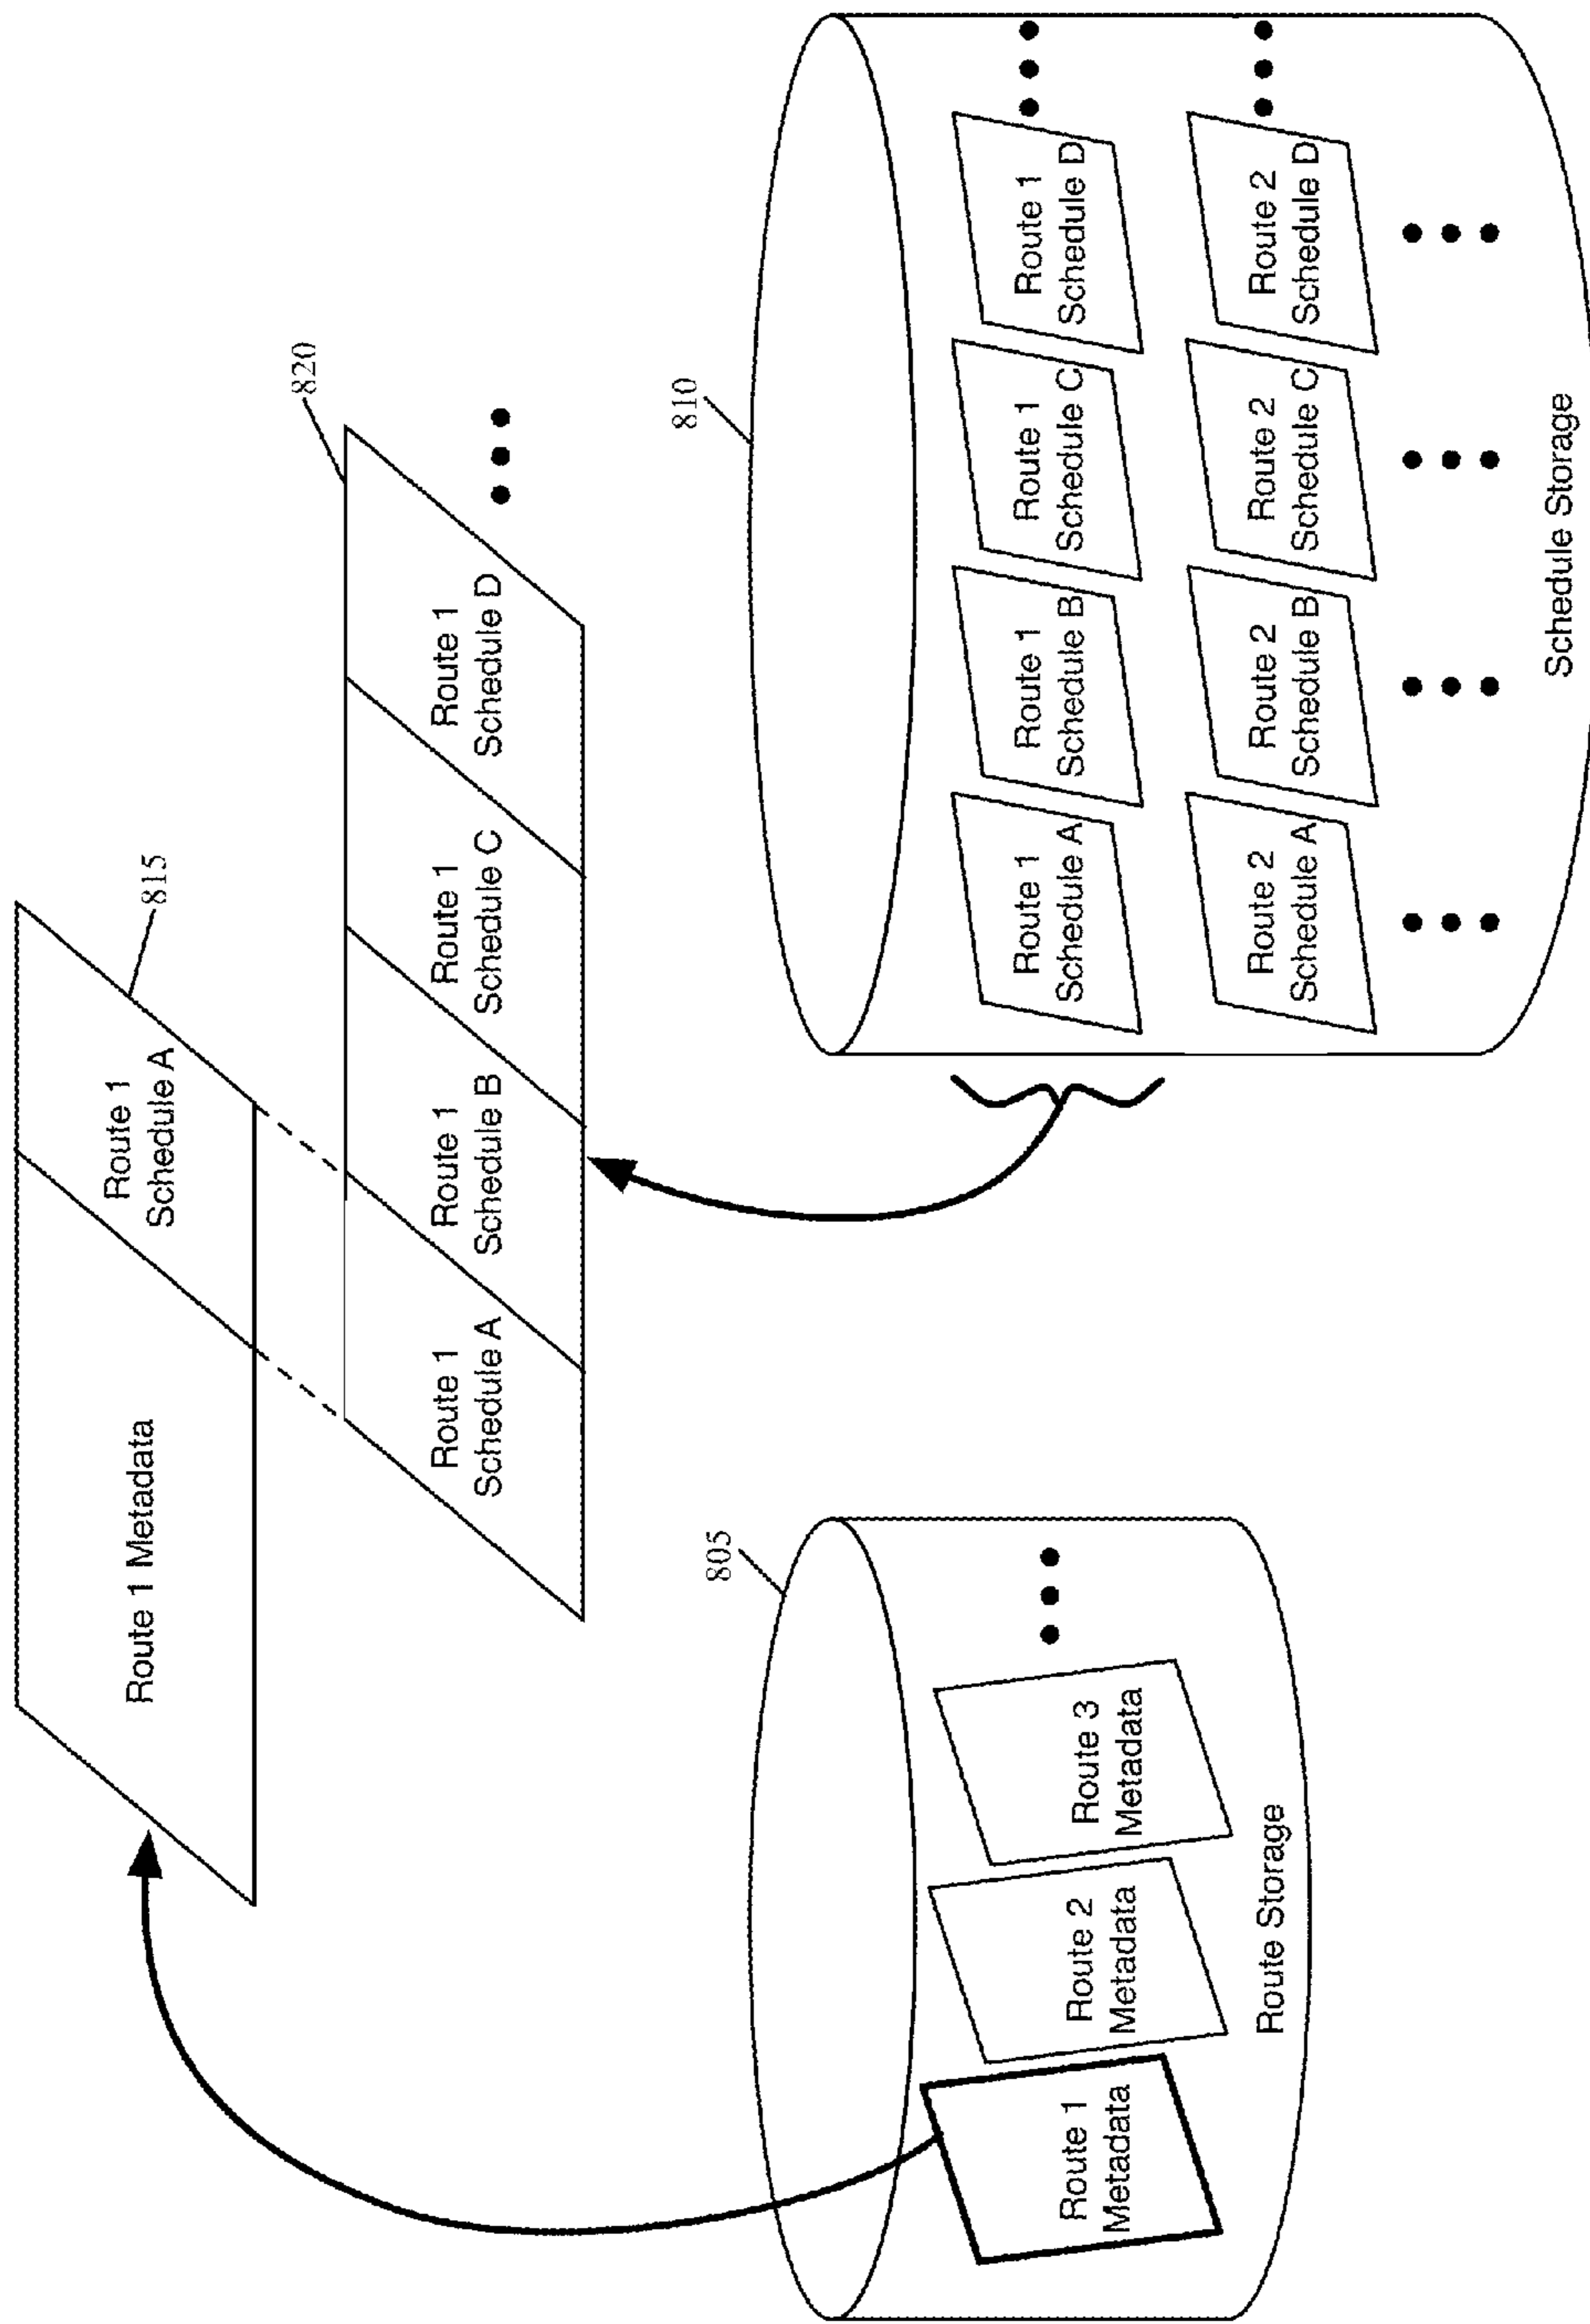 Route 1 Metadata
Route 1
Schedule A
815
820
Route 1
Schedule A
Route 1
Schedule B
Route 1
Schedule C
Route 1
Schedule D
805
Route 1
Metadata
Route 2
Metadata
Route 3
Metadata
Route Storage
810
Route 1
Schedule A
Route 1
Schedule B
Route 1
Schedule C
Route 1
Schedule D
Route 2
Schedule A
Route 2
Schedule B
Route 2
Schedule C
Route 2
Schedule D
Schedule Storage